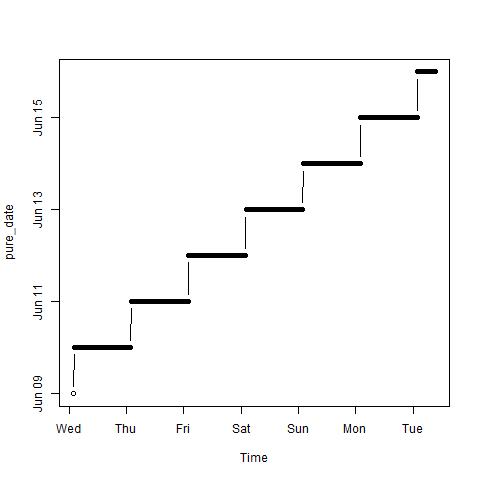 pure_date
Jun 15
Jun 13
Jun 11
Jun 09
Wed Thu Fri Sat Sun Mon Tue
Time